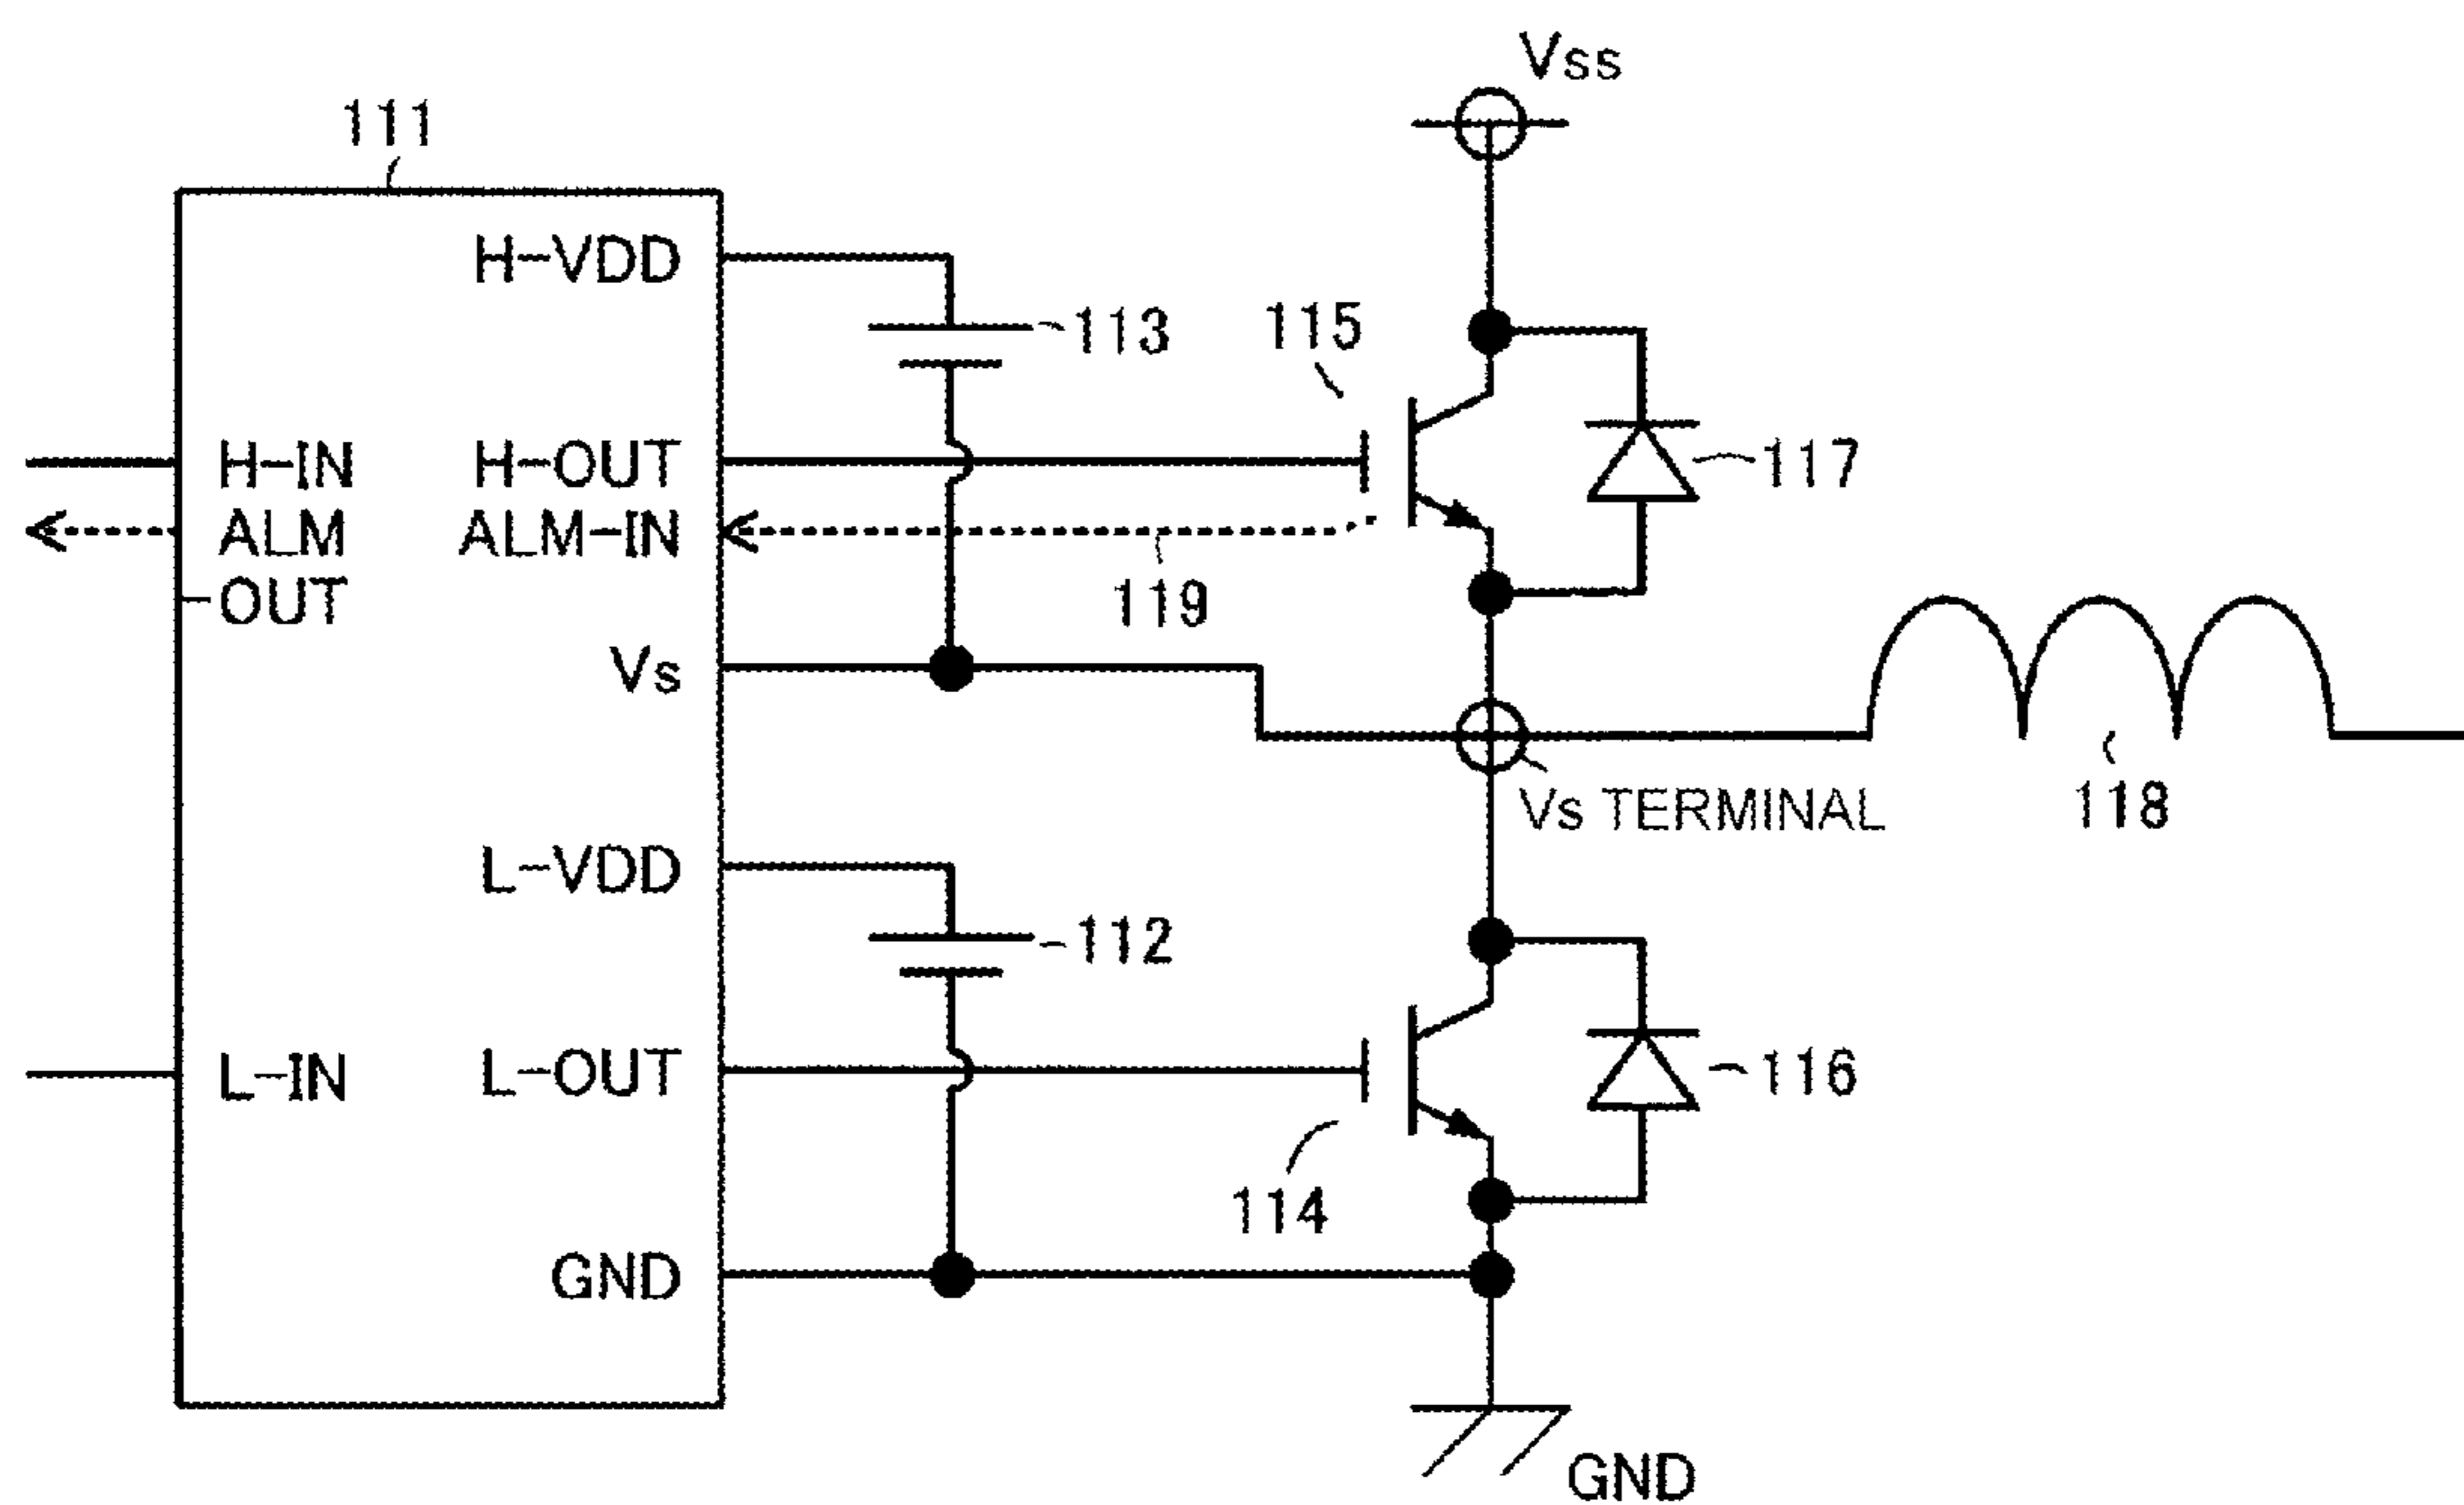 Vss
111
H-VDD
113
115
H-IN
H-OUT
117
ALM
ALM-IN
-OUT
119
Vs
Vs TERMINAL
118
L-VDD
112
L-IN
L-OUT
116
114
GND
GND